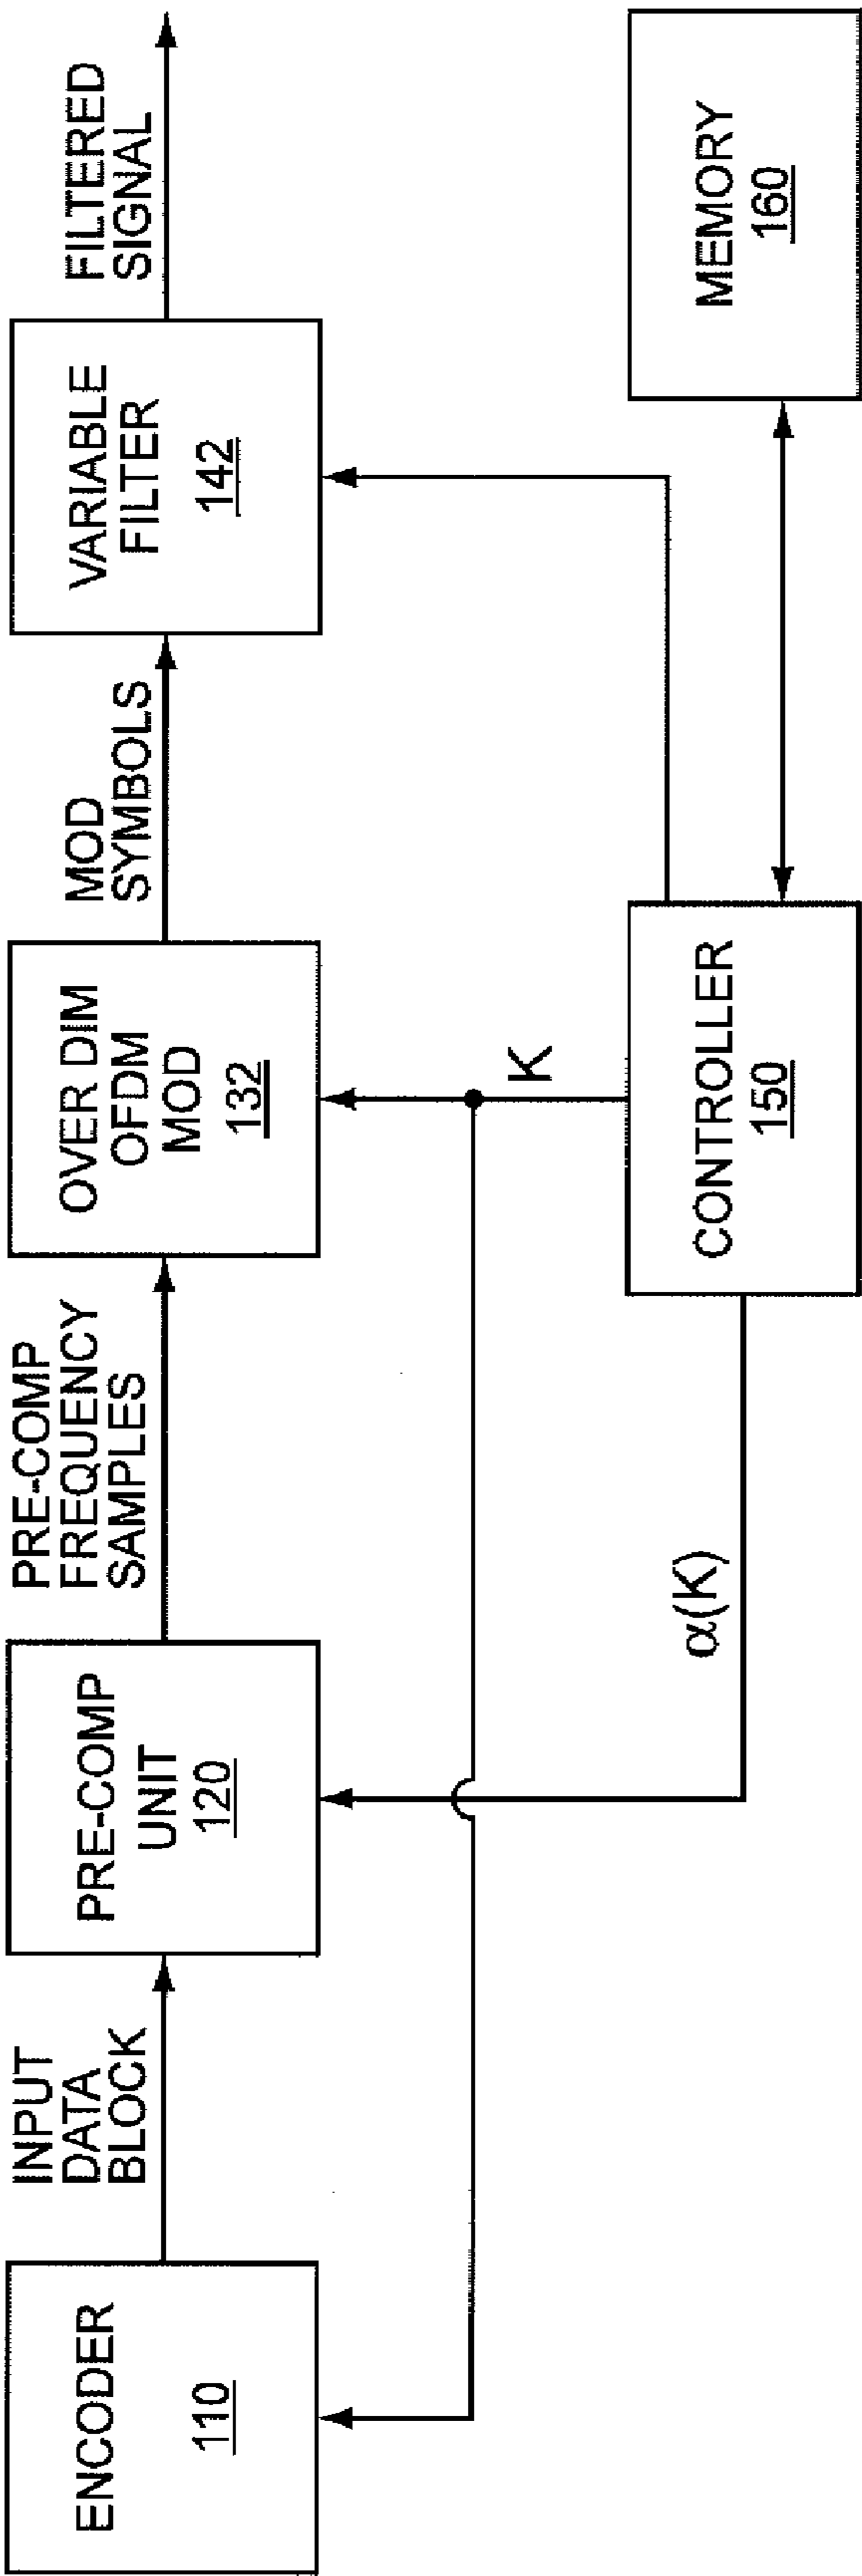 ENCODER
110
INPUT
DATA
BLOCK
PRE-COMP
UNIT
120
PRE-COMP
FREQUENCY
SAMPLES
OVER DIM
OFDM
MOD
132
MOD
SYMBOLS
VARIABLE
FILTER
142
FILTERED
SIGNAL
α(K)
K
CONTROLLER
150
MEMORY
160